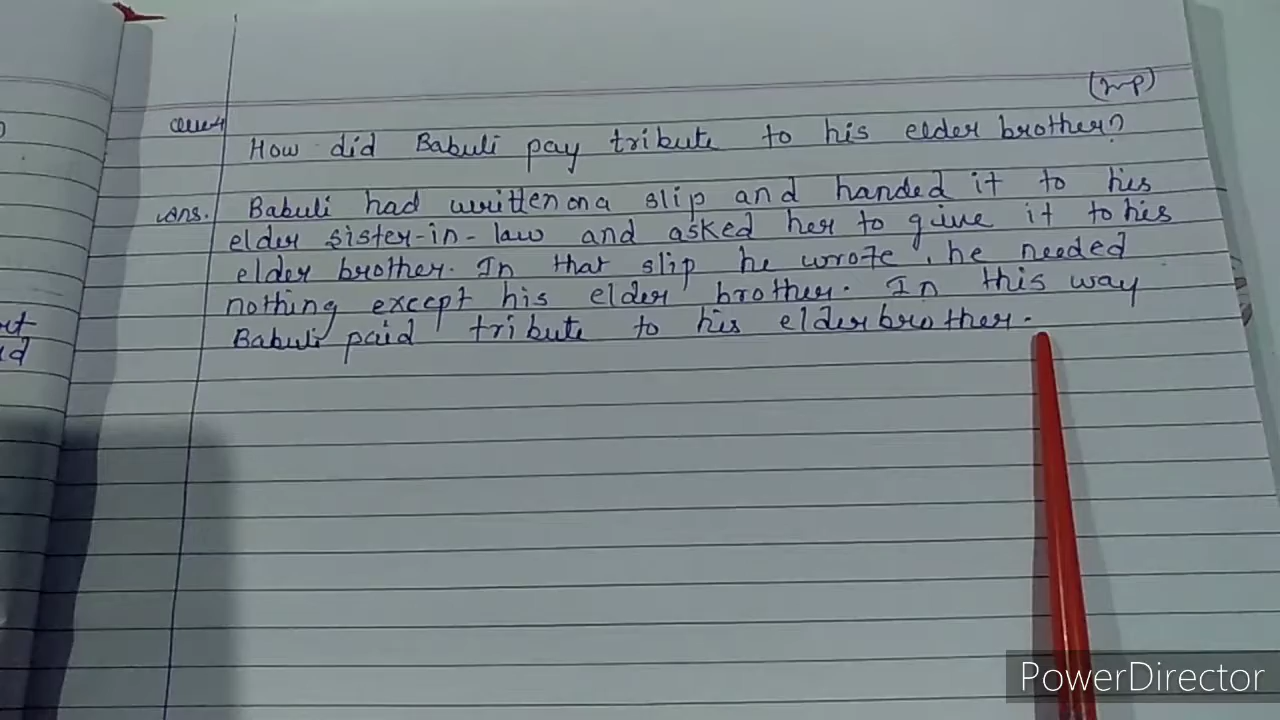 (Imp)
Ques 4
How did Babuli pay tribute to his elder brother?
Ans. Babuli had written on a slip and handed it to his
elder sister-in-law and asked her to give it to his
elder brother. In that slip he wrote, he needed
nothing except his elder brother. In this way
Babuli paid tribute to his elder brother.
PowerDirector